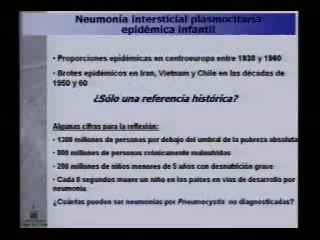 Neumonía intersticial plasmocitaria
epidémica infantil
• Proporciones epidémicas en centroeuropa entre 1938 y 1960
• Brotes epidémicos en Iran, Vietnam y Chile en las décadas de
1950 y 60
¿Sólo una referencia histórica?
Algunas cifras para la reflexión:
• 1300 millones de personas por debajo del umbral de la pobreza absoluta
• 800 millones de personas crónicamente malnutridas
• 200 millones de niños menores de 5 años con desnutrición grave
• Cada 8 segundos muere un niño en los países en vías de desarrollo por
neumonía
¿Cuántas pueden ser neumonías por Pneumocystis no diagnosticadas?